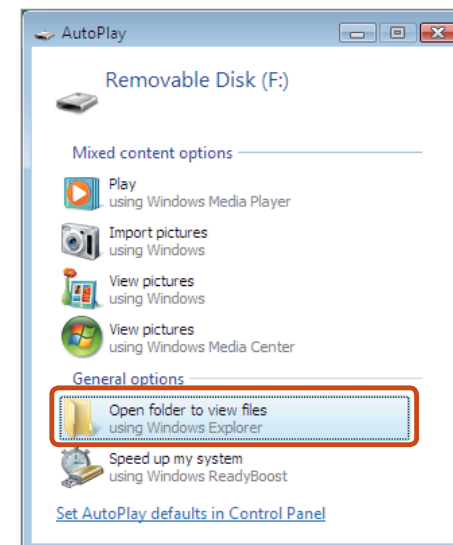 AutoPlay
Removable Disk (F:)
Mixed content options
Play
using Windows Media Player
Import pictures
using Windows
View pictures
using Windows
View pictures
using Windows Media Center
General options
Open folder to view files
using Windows Explorer
Speed up my system
using Windows ReadyBoost
Set AutoPlay defaults in Control Panel